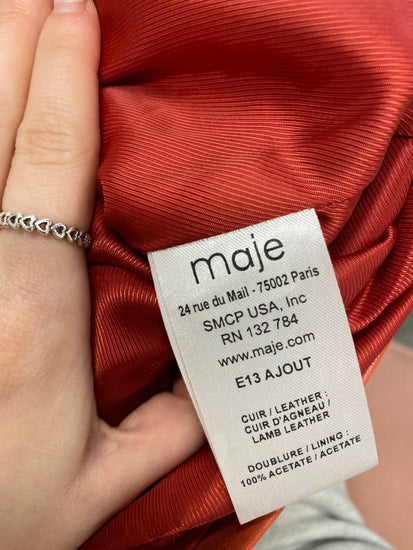 maje
24 rue du Mail - 75002 Paris
SMCP USA, Inc
RN 132 784
www.maje.com
E13 AJOUT
CUIR / LEATHER :
CUIR D'AGNEAU /
LAMB LEATHER
DOUBLURE / LINING :
100% ACETATE / ACETATE